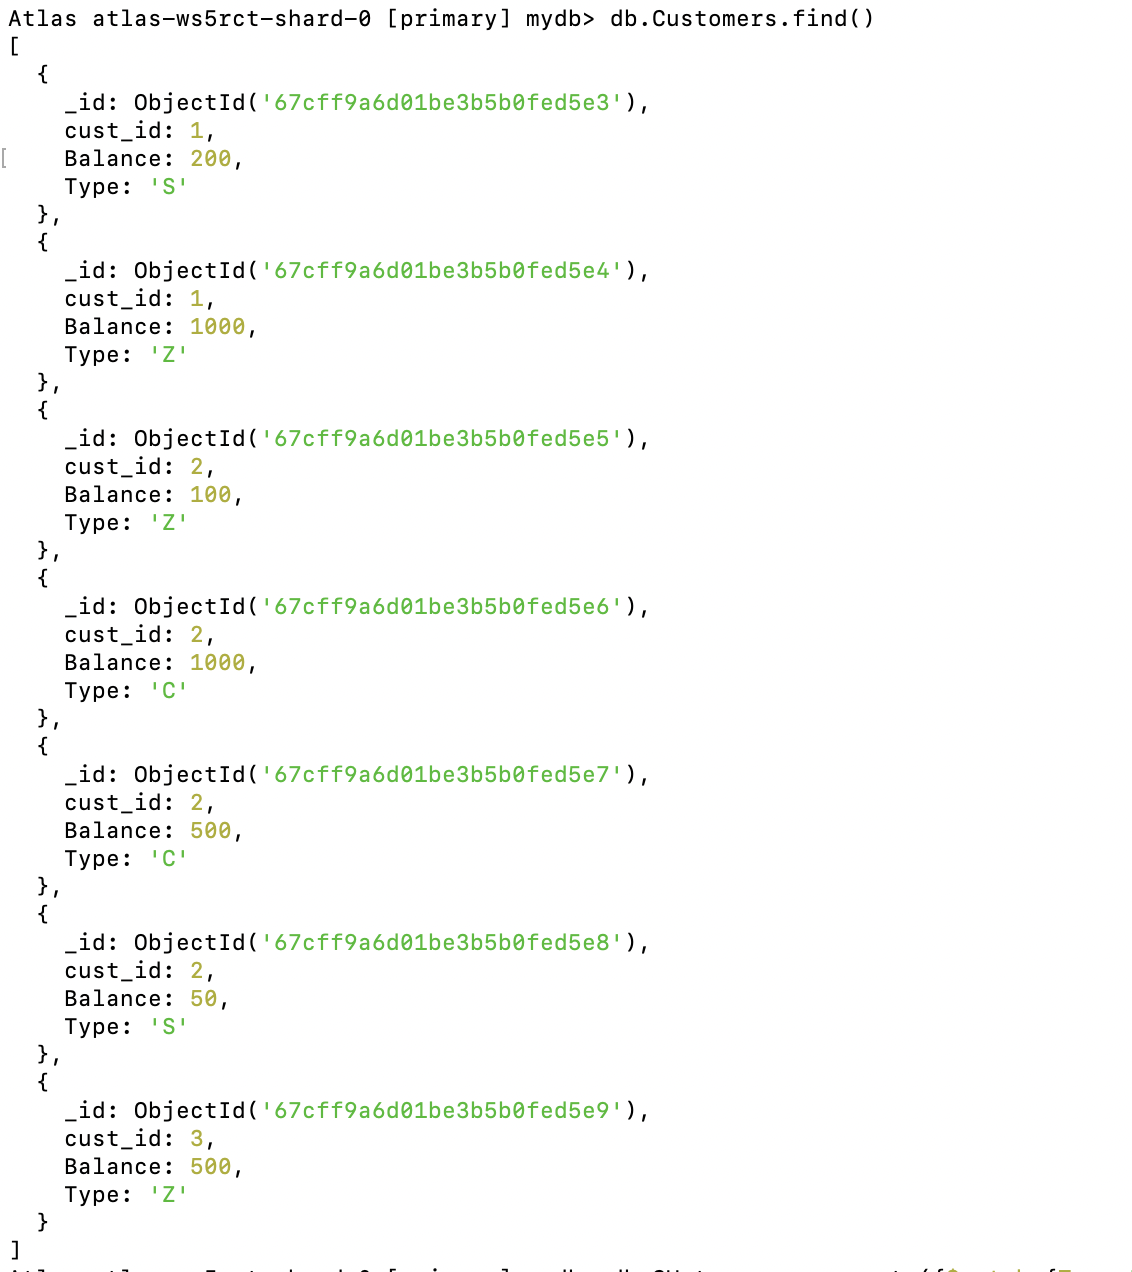 Atlas atlas-ws5rct-shard-0 [primary] mydb> db.Customers.find()
[
  {
    _id: ObjectId('67cff9a6d01be3b5b0fed5e3'),
    cust_id: 1,
    Balance: 200,
    Type: 'S'
  },
  {
    _id: ObjectId('67cff9a6d01be3b5b0fed5e4'),
    cust_id: 1,
    Balance: 1000,
    Type: 'Z'
  },
  {
    _id: ObjectId('67cff9a6d01be3b5b0fed5e5'),
    cust_id: 2,
    Balance: 100,
    Type: 'Z'
  },
  {
    _id: ObjectId('67cff9a6d01be3b5b0fed5e6'),
    cust_id: 2,
    Balance: 1000,
    Type: 'C'
  },
  {
    _id: ObjectId('67cff9a6d01be3b5b0fed5e7'),
    cust_id: 2,
    Balance: 500,
    Type: 'C'
  },
  {
    _id: ObjectId('67cff9a6d01be3b5b0fed5e8'),
    cust_id: 2,
    Balance: 50,
    Type: 'S'
  },
  {
    _id: ObjectId('67cff9a6d01be3b5b0fed5e9'),
    cust_id: 3,
    Balance: 500,
    Type: 'Z'
  }
]